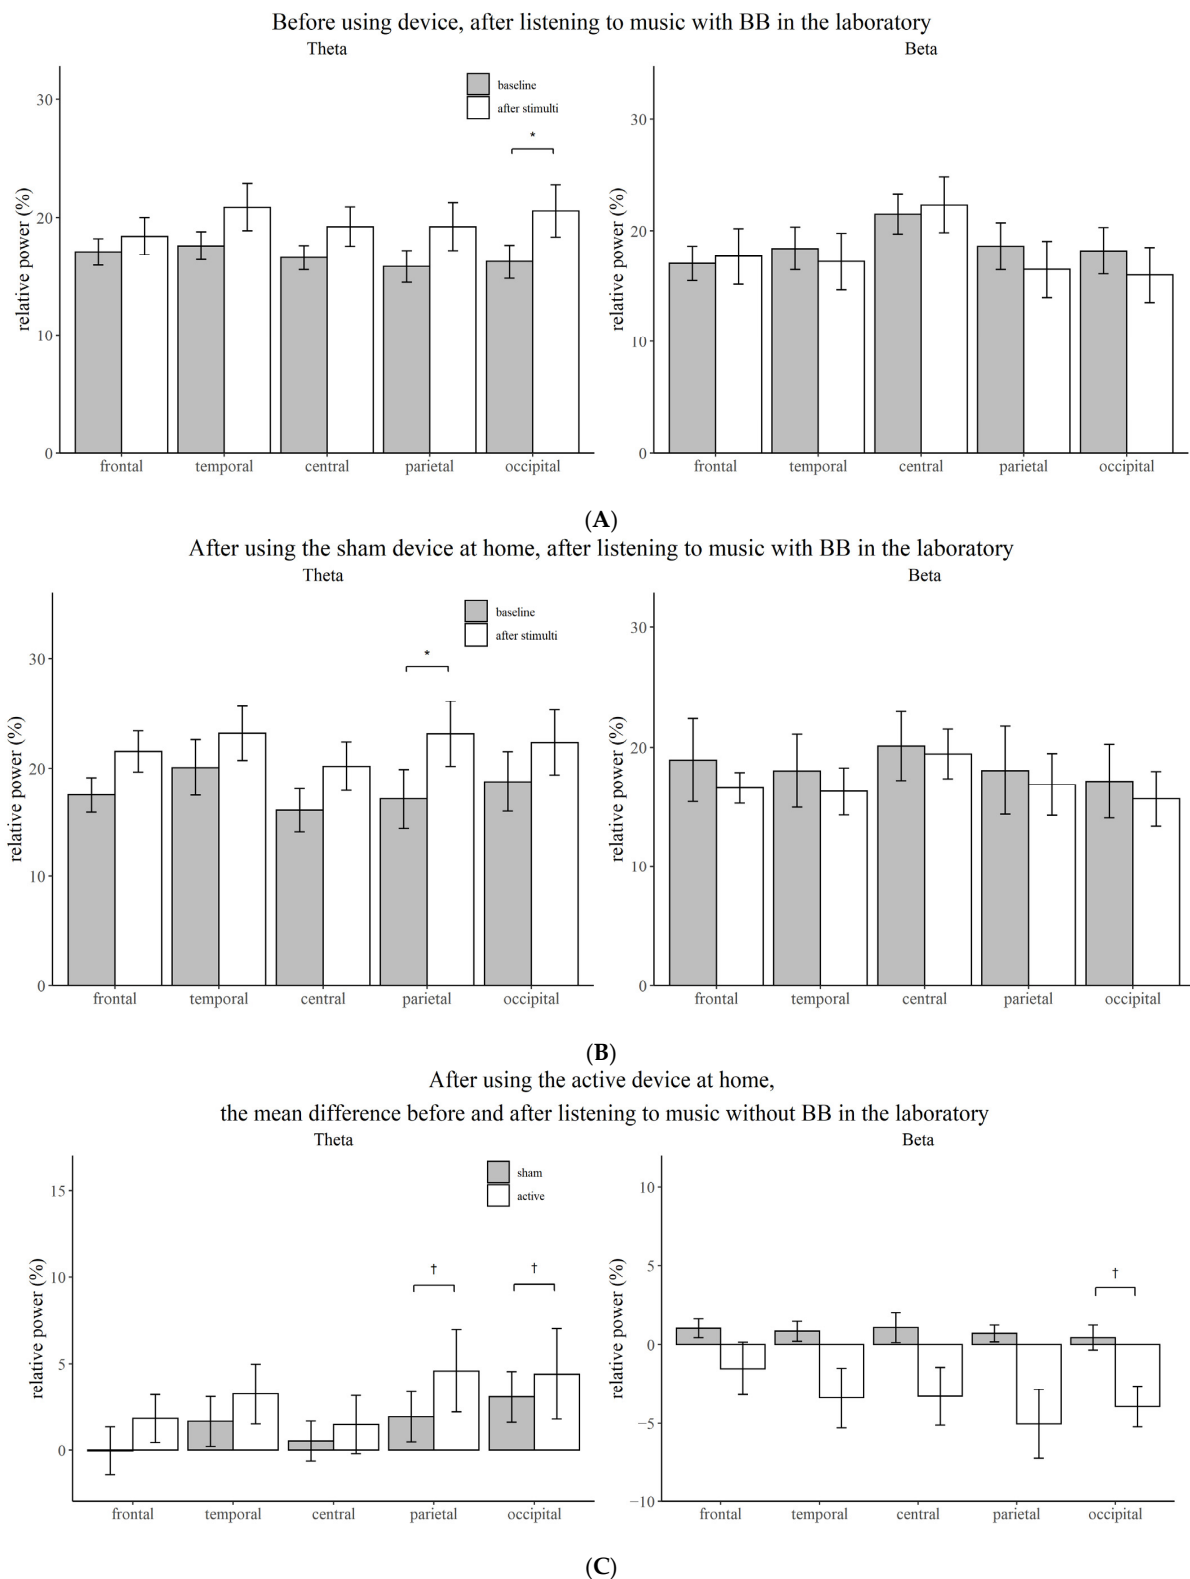 Before using device, after listening to music with BB in the laboratory
Theta
Beta
baseline
after stimulti
*
relative power (%)
30
20
10
0
frontal temporal central parietal occipital
relative power (%)
30
20
10
0
frontal temporal central parietal occipital
(A)
After using the sham device at home, after listening to music with BB in the laboratory
Theta
Beta
baseline
after stimulti
*
relative power (%)
30
20
10
0
frontal temporal central parietal occipital
relative power (%)
30
20
10
0
frontal temporal central parietal occipital
(B)
After using the active device at home,
the mean difference before and after listening to music without BB in the laboratory
Theta
Beta
sham
active
† †
relative power (%)
15
10
5
0
frontal temporal central parietal occipital
†
relative power (%)
10
5
0
−5
−10
frontal temporal central parietal occipital
(C)